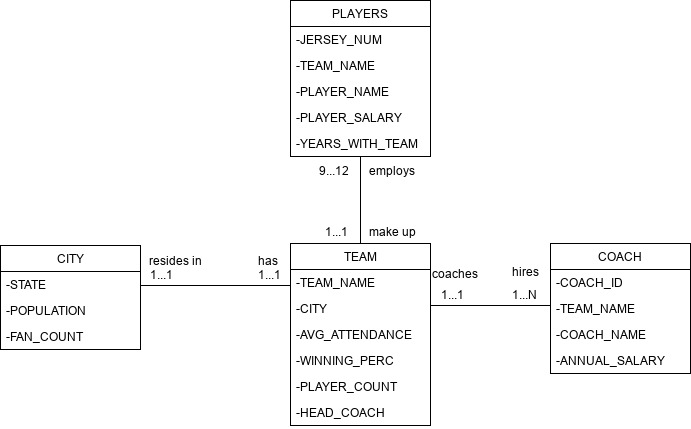 PLAYERS
-JERSEY_NUM
-TEAM_NAME
-PLAYER_NAME
-PLAYER_SALARY
-YEARS_WITH_TEAM
9...12 employs
1...1 make up
CITY
-STATE
-POPULATION
-FAN_COUNT
resides in has
1...1 1...1
TEAM
-TEAM_NAME
-CITY
-AVG_ATTENDANCE
-WINNING_PERC
-PLAYER_COUNT
-HEAD_COACH
coaches hires
1...1 1...N
COACH
-COACH_ID
-TEAM_NAME
-COACH_NAME
-ANNUAL_SALARY